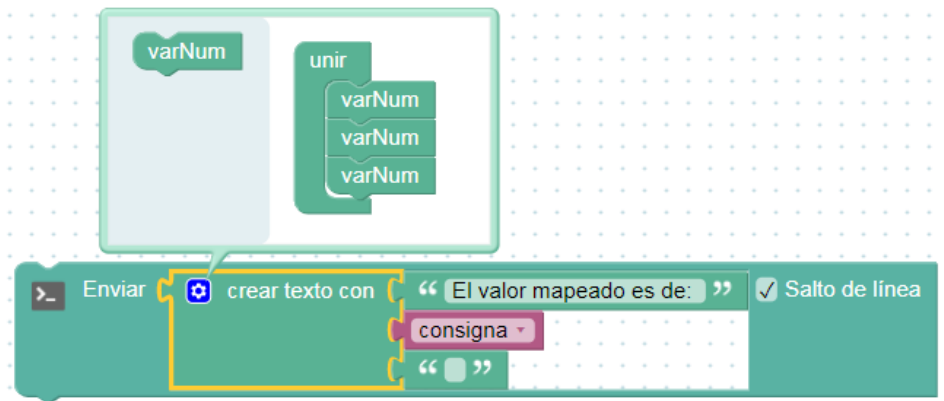 varNum
unir
varNum
varNum
varNum
>_ Enviar crear texto con “ El valor mapeado es de: ” ✓ Salto de línea
consigna
“ ”